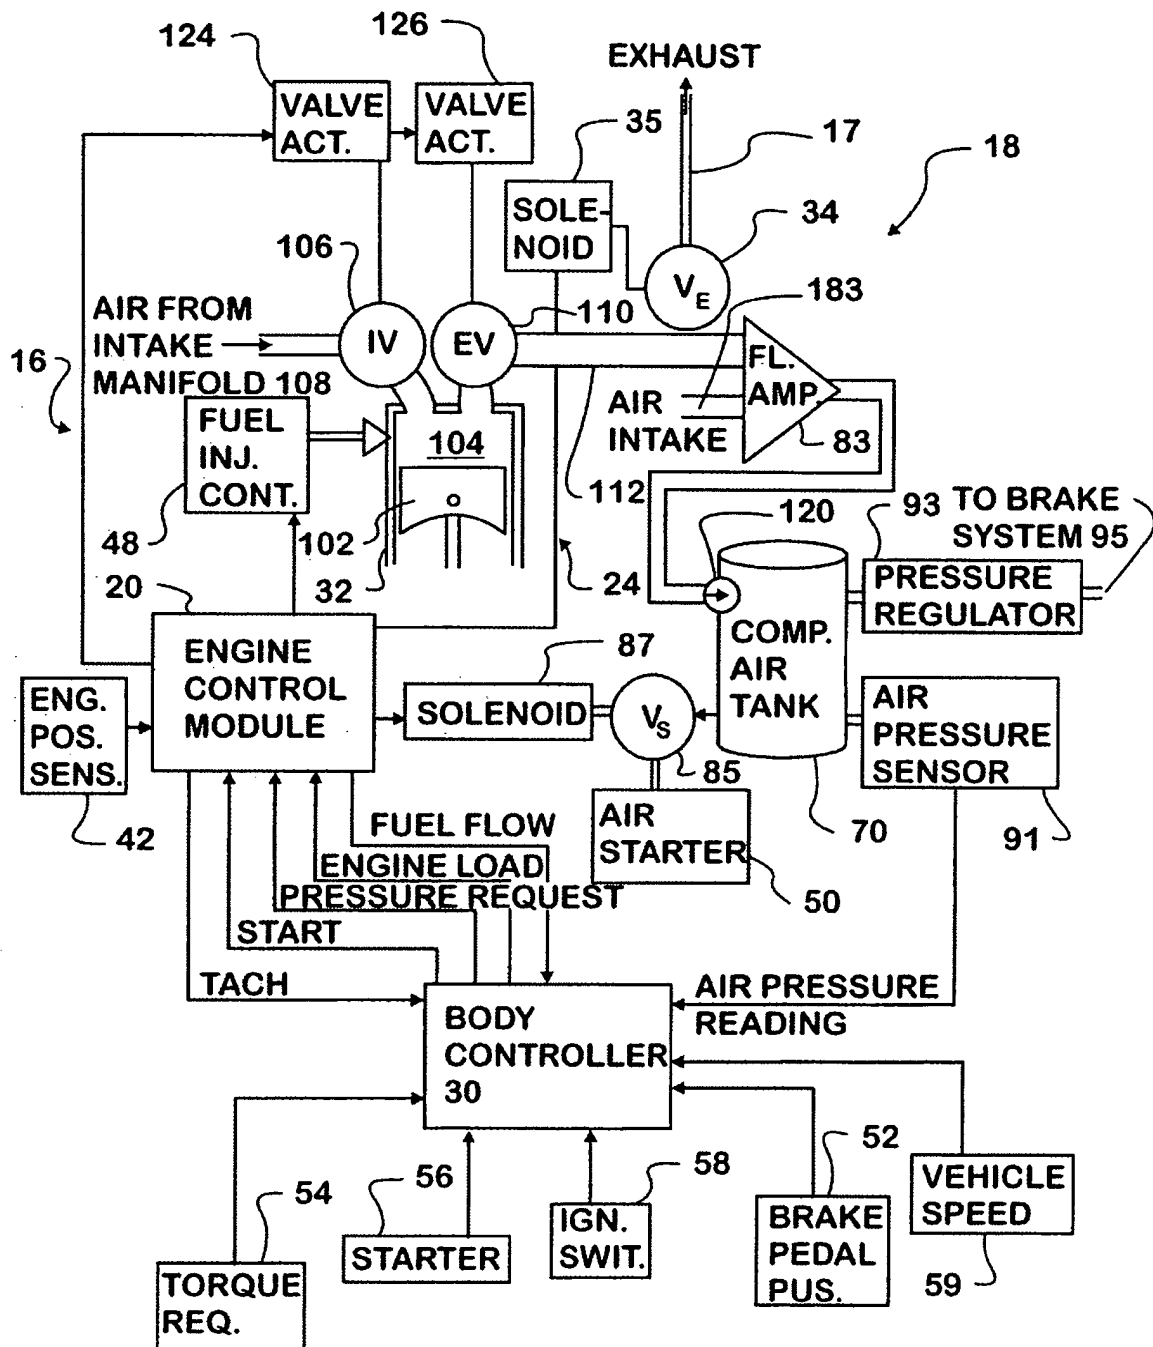 124
126
EXHAUST
VALVE
ACT.
VALVE
ACT.
35
17
18
SOLE-
NOID
34
V_E
106
183
AIR FROM
INTAKE
MANIFOLD 108
IV
EV
110
16
FL.
AMP.
AIR
INTAKE
83
FUEL
INJ.
CONT.
104
112
48
102
32
24
120
93
TO BRAKE
SYSTEM 95
PRESSURE
REGULATOR
20
ENGINE
CONTROL
MODULE
87
SOLENOID
V_S
85
COMP.
AIR
TANK
70
AIR
PRESSURE
SENSOR
91
ENG.
POS.
SENS.
42
AIR
STARTER
50
FUEL FLOW
ENGINE LOAD
PRESSURE REQUEST
START
TACH
AIR PRESSURE
READING
BODY
CONTROLLER
30
54
TORQUE
REQ.
56
STARTER
58
IGN.
SWIT.
52
BRAKE
PEDAL
PUS.
VEHICLE
SPEED
59